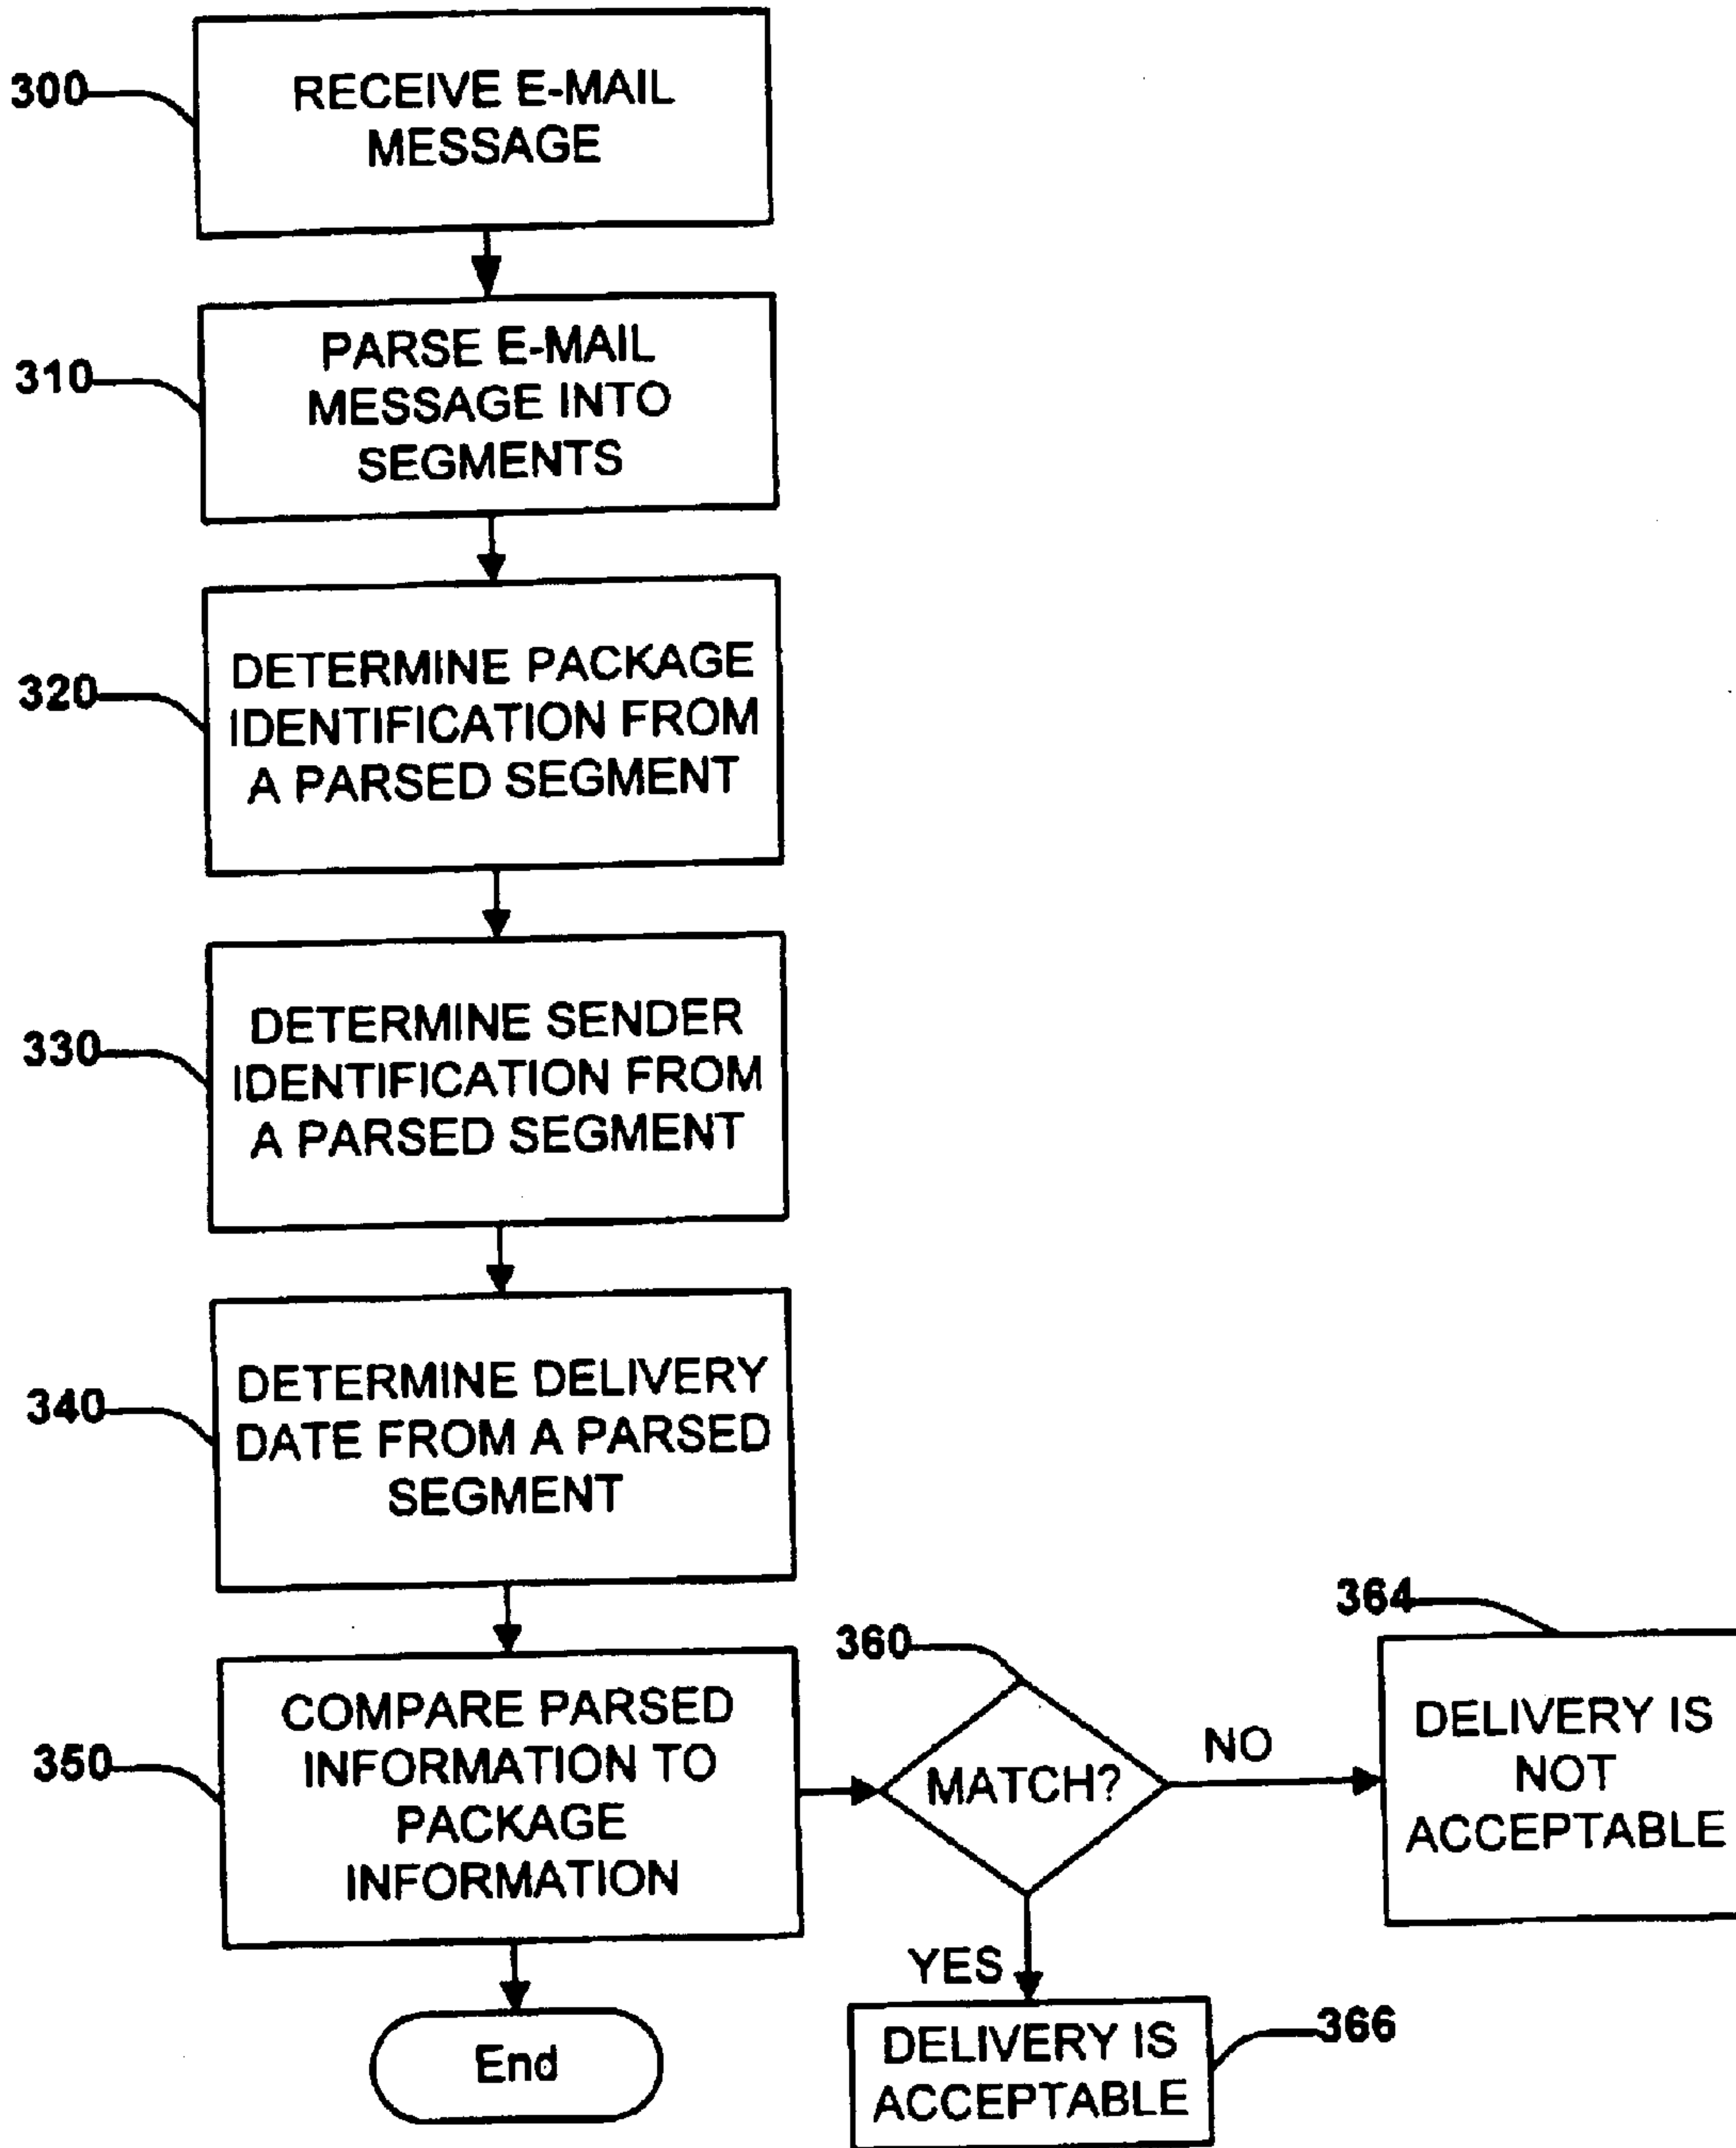 300
RECEIVE E-MAIL
MESSAGE
310
PARSE E-MAIL
MESSAGE INTO
SEGMENTS
320
DETERMINE PACKAGE
IDENTIFICATION FROM
A PARSED SEGMENT
330
DETERMINE SENDER
IDENTIFICATION FROM
A PARSED SEGMENT
340
DETERMINE DELIVERY
DATE FROM A PARSED
SEGMENT
350
COMPARE PARSED
INFORMATION TO
PACKAGE
INFORMATION
360
MATCH?
NO
364
DELIVERY IS
NOT
ACCEPTABLE
YES
366
DELIVERY IS
ACCEPTABLE
End